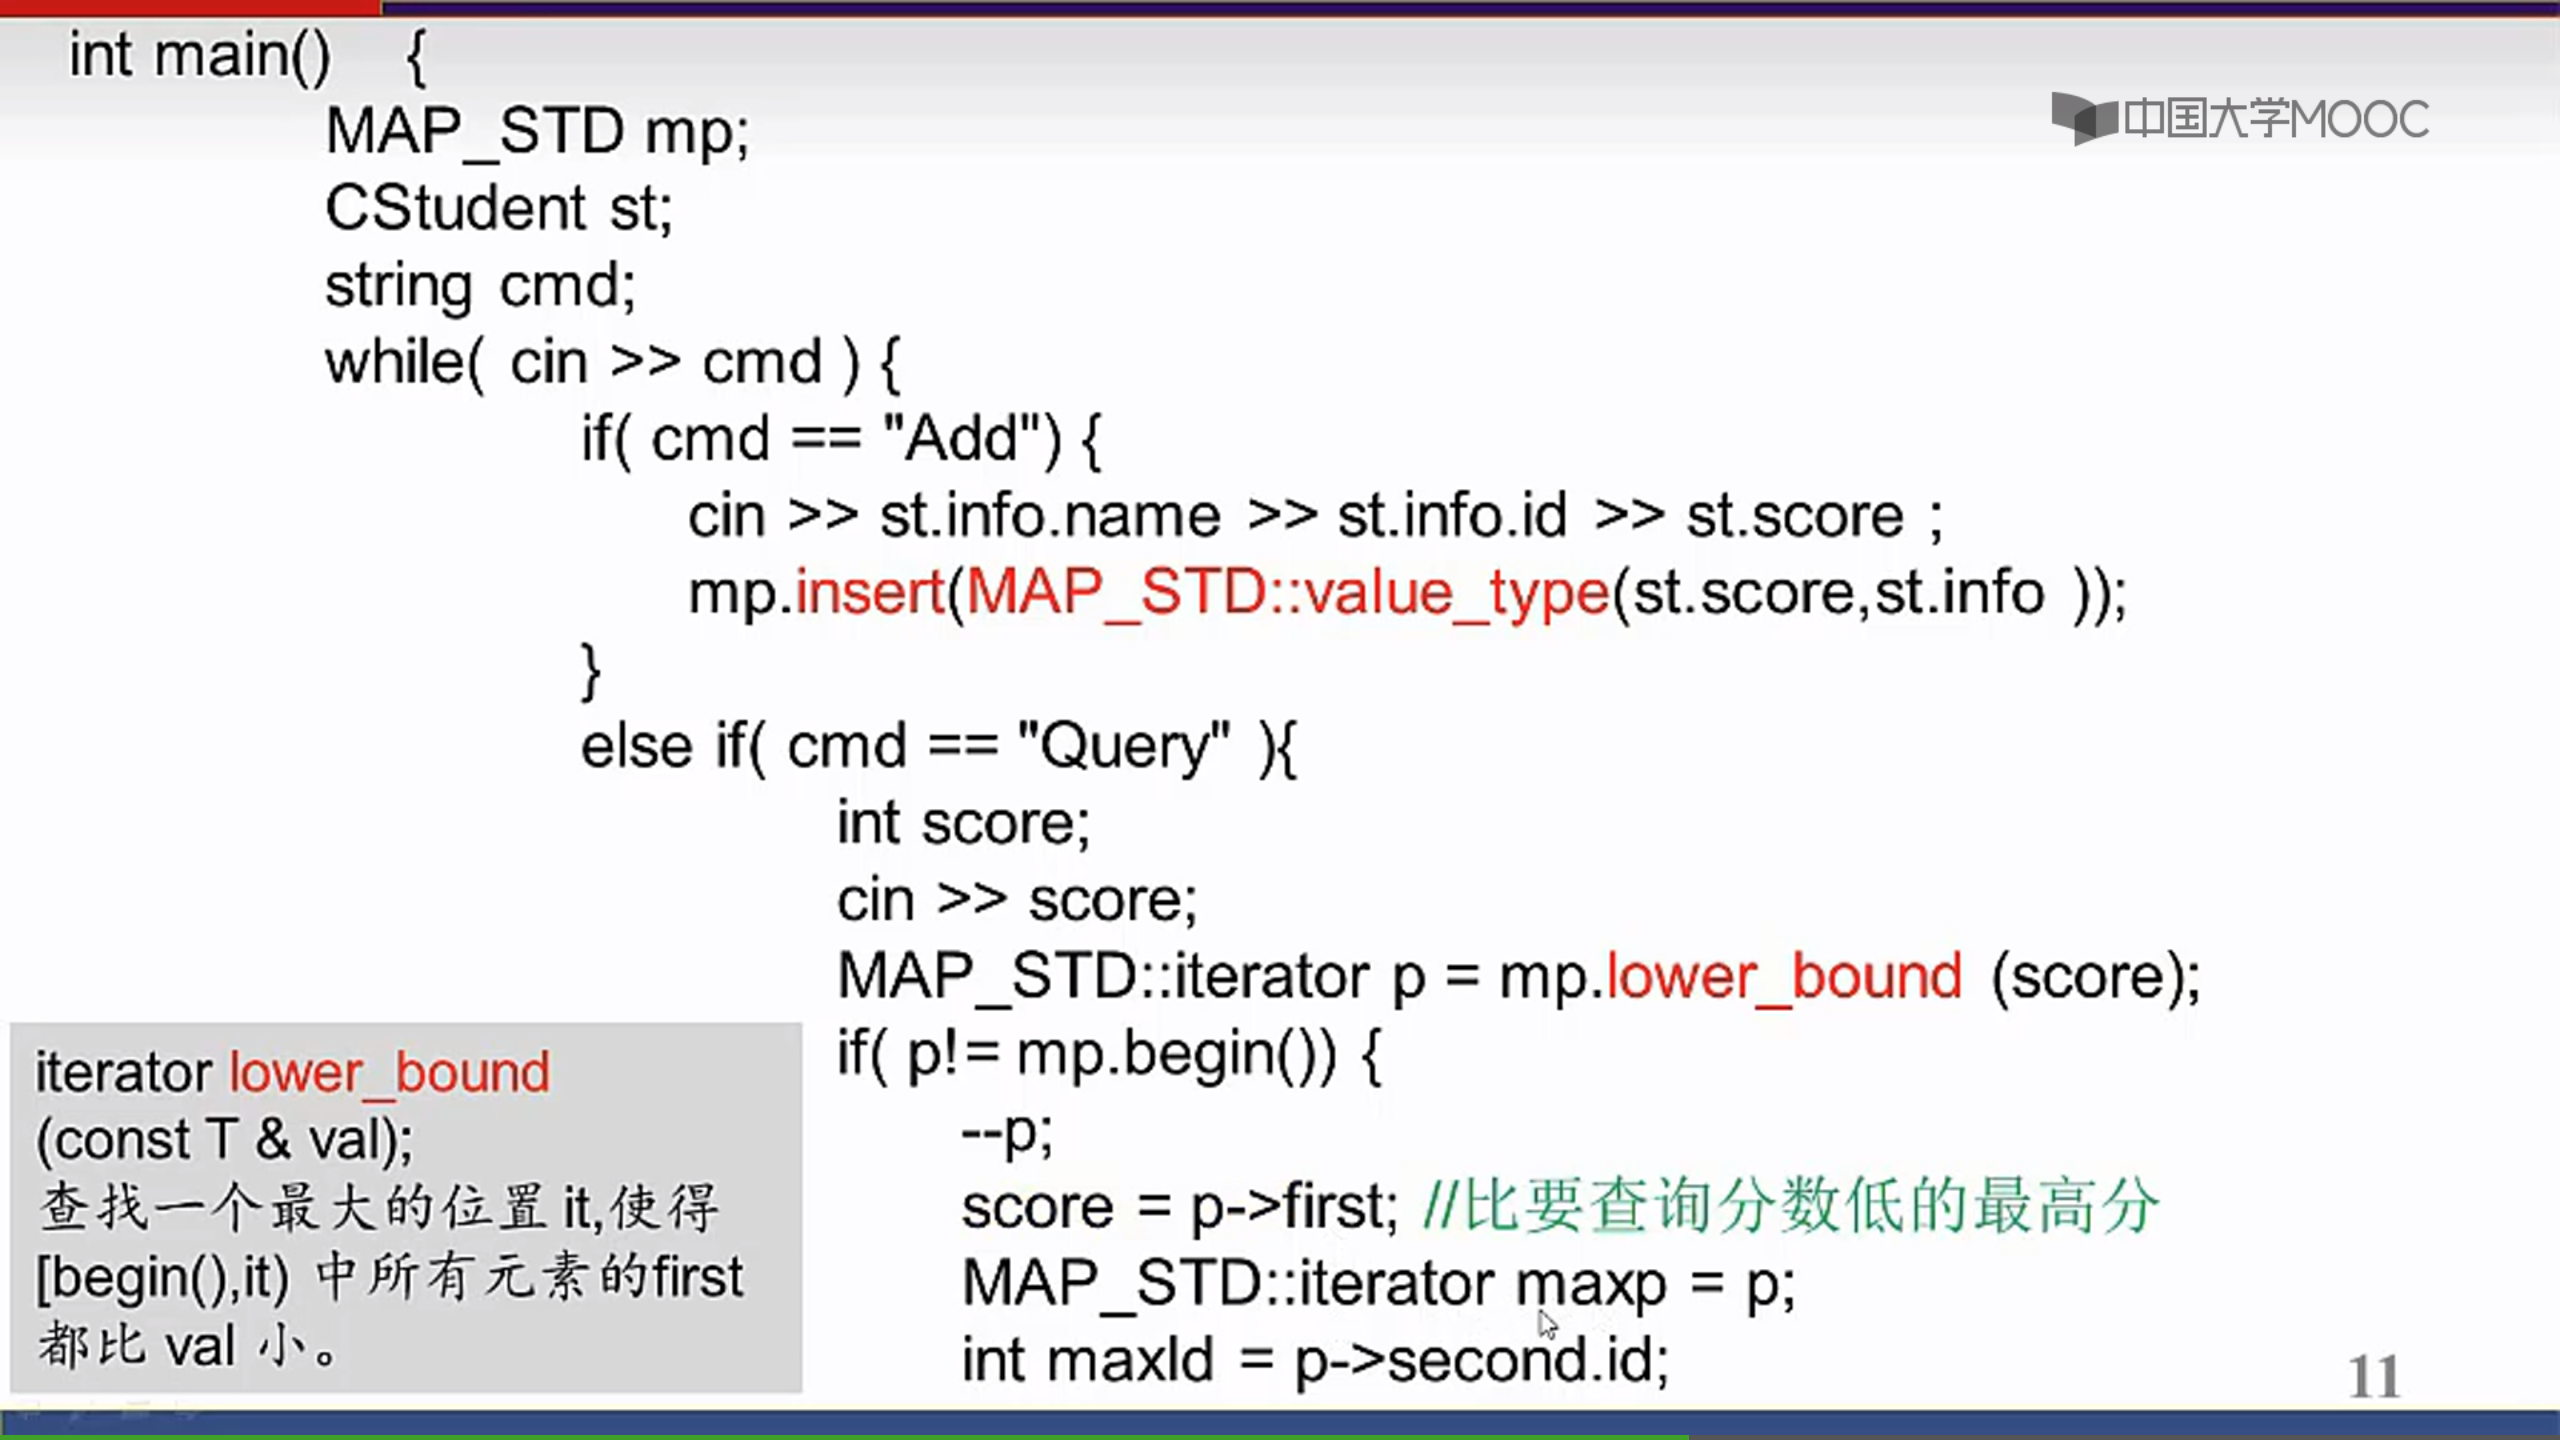 int main() {
MAP_STD mp;
CStudent st;
string cmd;
while( cin >> cmd ) {
if( cmd == "Add") {
cin >> st.info.name >> st.info.id >> st.score ;
mp.insert(MAP_STD::value_type(st.score,st.info ));
}
else if( cmd == "Query" ){
int score;
cin >> score;
MAP_STD::iterator p = mp.lower_bound (score);
if( p!= mp.begin()) {
--p;
score = p->first; //比要查询分数低的最高分
MAP_STD::iterator maxp = p;
int maxId = p->second.id;
iterator lower_bound
(const T & val);
查找一个最大的位置 it,使得
[begin(),it) 中所有元素的first
都比 val 小。
中国大学MOOC
11